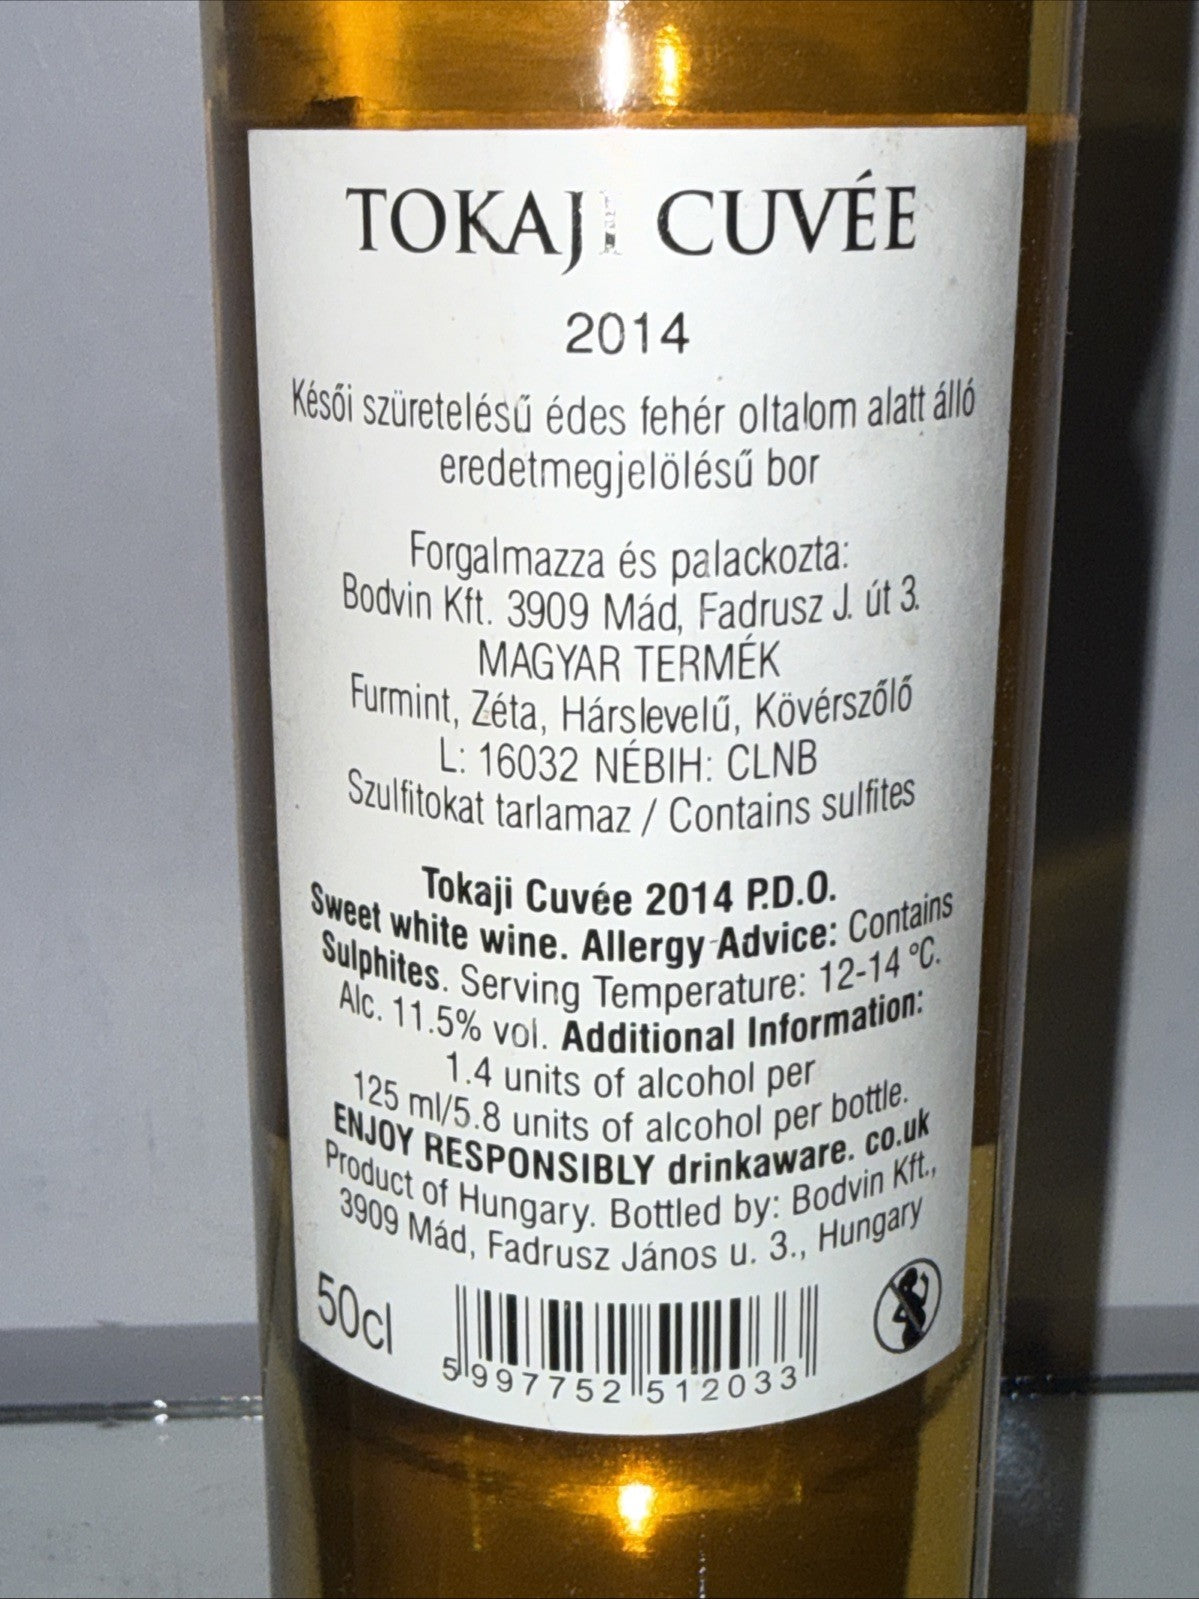 TOKAJI CUVÉE
2014
Késői szüretelésű édes fehér oltalom alatt álló
eredetmegjelölésű bor
Forgalmazza és palackozta:
Bodvin Kft. 3909 Mád, Fadrusz J. út 3.
MAGYAR TERMÉK
Furmint, Zéta, Hárslevelű, Kövérszőlő
L: 16032 NÉBIH: CLNB
Szulfitokat tarlamaz / Contains sulfites
Tokaji Cuvée 2014 P.D.O.
Sweet white wine. Allergy Advice: Contains
Sulphites. Serving Temperature: 12-14 °C.
Alc. 11.5% vol. Additional Information:
1.4 units of alcohol per
125 ml/5.8 units of alcohol per bottle.
ENJOY RESPONSIBLY drinkaware. co.uk
Product of Hungary. Bottled by: Bodvin Kft.,
3909 Mád, Fadrusz János u. 3., Hungary
50cl
5 997752 512033